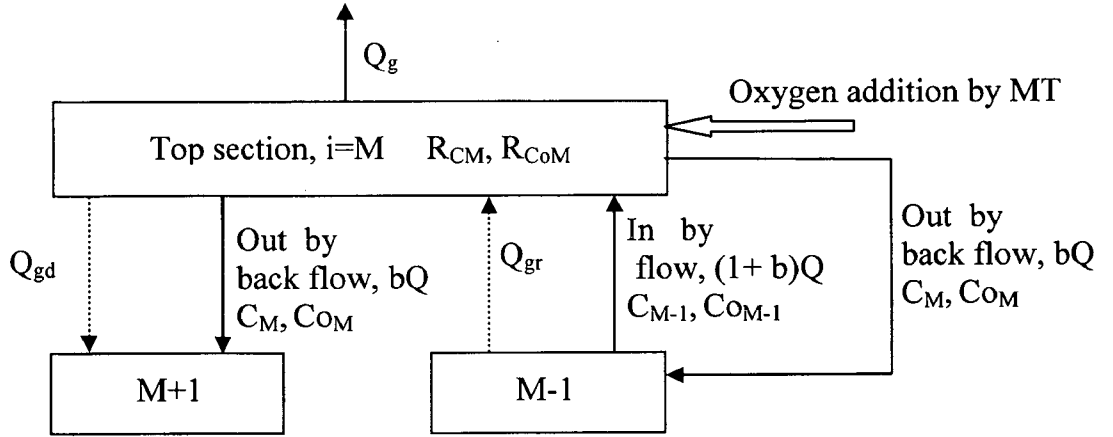 Q_g
Oxygen addition by MT
Top section, i=M R_CM, R_CoM
Q_gd
Out by
back flow, bQ
C_M, Co_M
Q_gr
In by
flow, (1+ b)Q
C_M-1, Co_M-1
Out by
back flow, bQ
C_M, Co_M
M+1
M-1